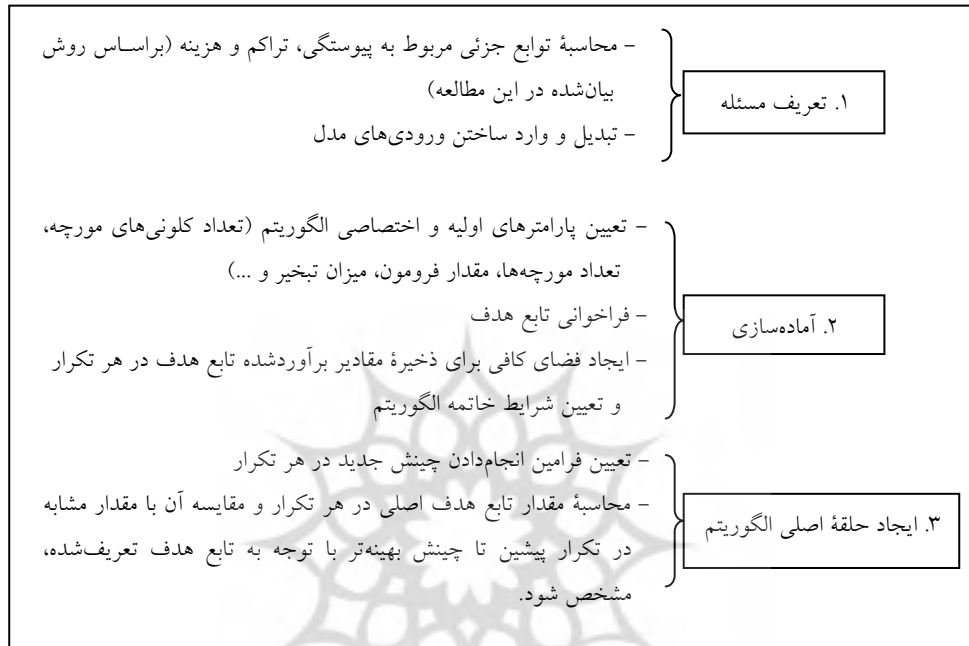 ۱. تعریف مسئله
– محاسبهٔ توابع جزئی مربوط به پیوستگی، تراکم و هزینه (براساس روش
بیان‌شده در این مطالعه)
– تبدیل و وارد ساختن ورودی‌های مدل
۲. آماده‌سازی
– تعیین پارامترهای اولیه و اختصاصی الگوریتم (تعداد کلونی‌های مورچه،
تعداد مورچه‌ها، مقدار فرومون، میزان تبخیر و ...)
– فراخوانی تابع هدف
– ایجاد فضای کافی برای ذخیرهٔ مقادیر برآوردشده تابع هدف در هر تکرار
و تعیین شرایط خاتمه الگوریتم
۳. ایجاد حلقهٔ اصلی الگوریتم
– تعیین فرامین انجام‌دادن چینش جدید در هر تکرار
– محاسبهٔ مقدار تابع هدف اصلی در هر تکرار و مقایسه آن با مقدار مشابه
در تکرار پیشین تا چینش بهینه‌تر با توجه به تابع هدف تعریف‌شده،
مشخص شود.